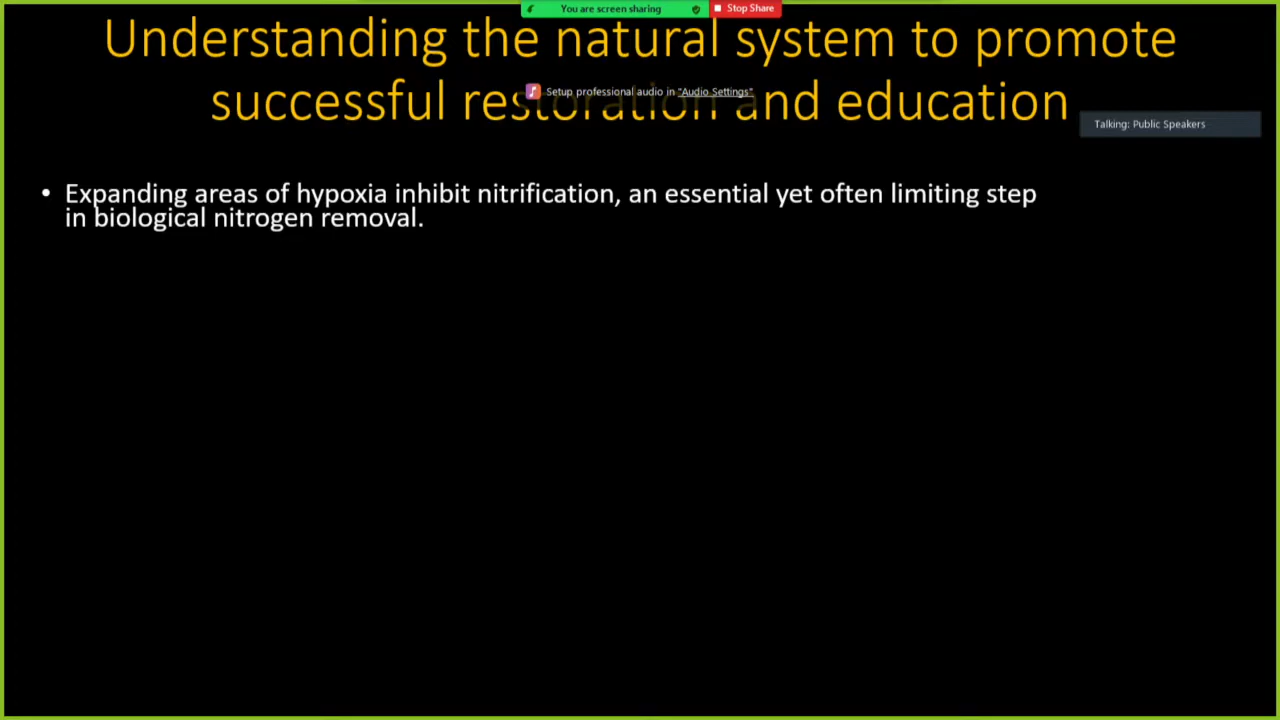 You are screen sharing Stop Share
Understanding the natural system to promote
successful restoration and education
Setup professional audio in "Audio Settings"
Talking: Public Speakers
• Expanding areas of hypoxia inhibit nitrification, an essential yet often limiting step
in biological nitrogen removal.